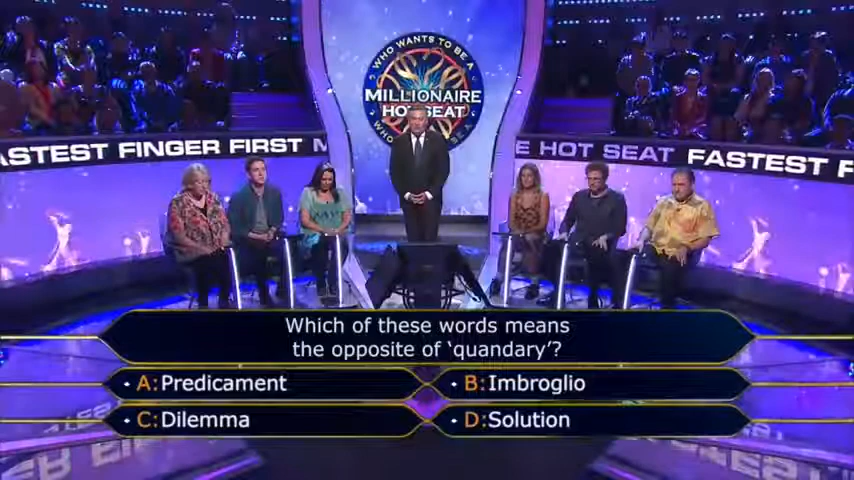 WHO WANTS TO BE A
MILLIONAIRE
HOT SEAT
FASTEST FINGER FIRST M
E HOT SEAT FASTEST F
Which of these words means
the opposite of ‘quandary’?
A: Predicament
B: Imbroglio
C: Dilemma
D: Solution